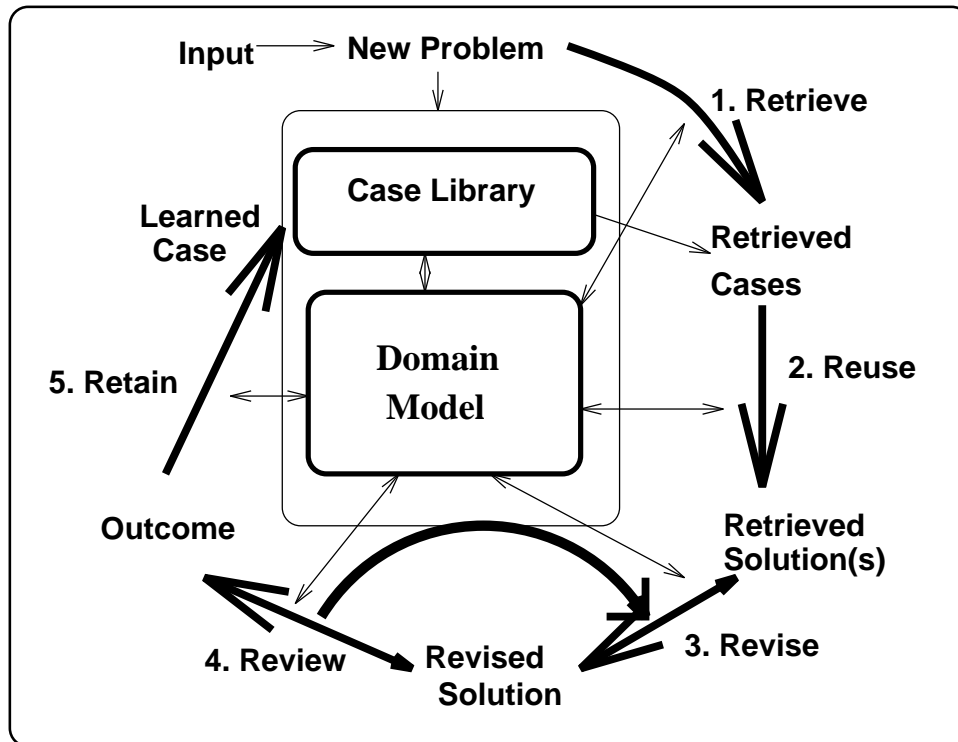 Input
New Problem
1. Retrieve
Case Library
Learned
Case
Retrieved
Cases
Domain
Model
5. Retain
2. Reuse
Outcome
Retrieved
Solution(s)
4. Review
Revised
Solution
3. Revise